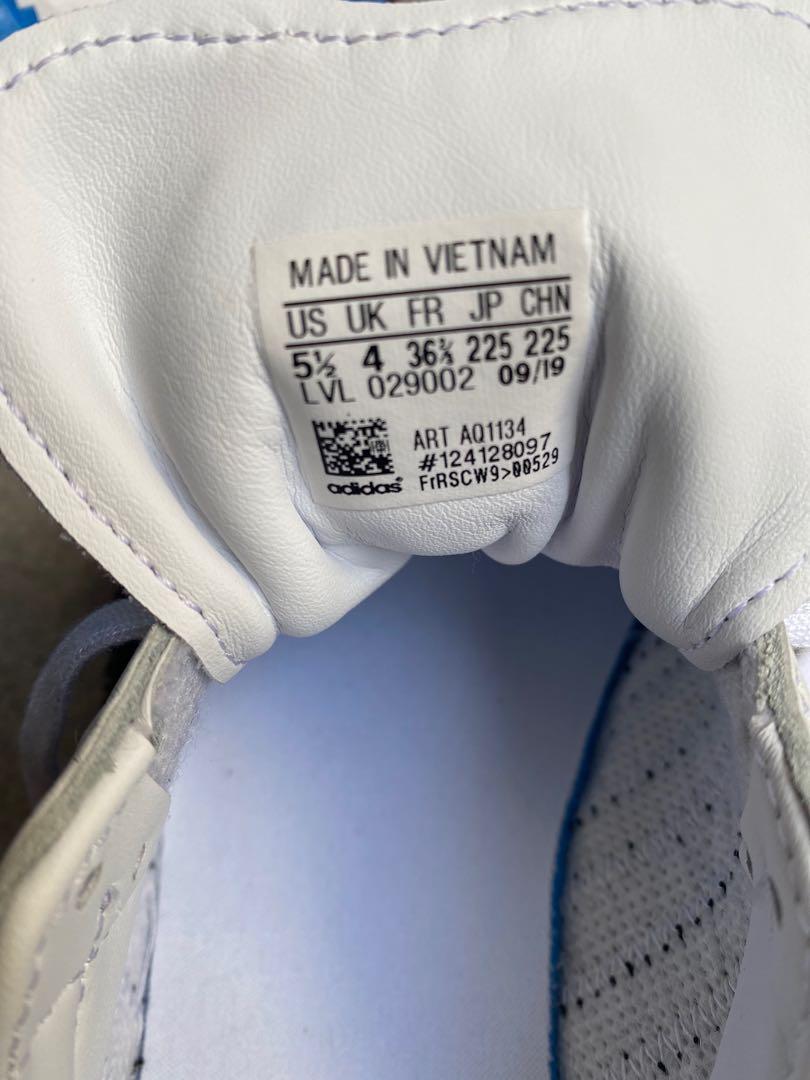 MADE IN VIETNAM
US UK FR JP CHN
5½ 4 36⅔ 225 225
LVL 029002 09/19
ART AQ1134
#124128097
adidas FrRSCW9>00529